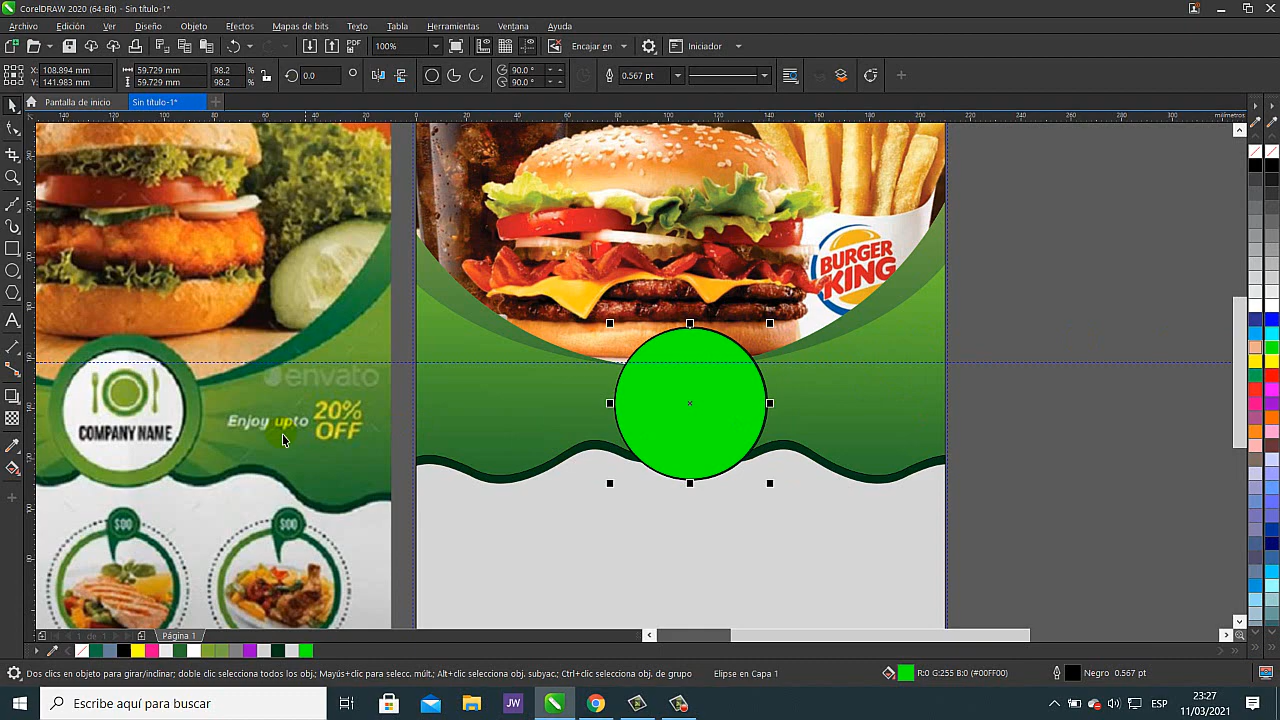 CorelDRAW 2020 (64-Bit) - Sin título-1*
Archivo Edición Ver Diseño Objeto Efectos Mapas de bits Texto Tabla Herramientas Ventana Ayuda
100% PDF Encajar en Iniciador
X: 108.894 mm 59.729 mm 98.2 % 0.0 90.0 ° 0.567 pt
Y: 141.983 mm 59.729 mm 98.2 % 90.0 °
Pantalla de inicio Sin título-1*
milímetros
BURGER
KING
envato
Enjoy upto 20%
OFF
COMPANY NAME
$00 $00
1 de 1 Página 1
Dos clics en objeto para girar/inclinar; doble clic selecciona todos los objetos; Mayús+clic para selecc. múlt.; Alt+clic selecciona obj. subyac.; Ctrl+clic selecciona obj. de grupo Elipse en Capa 1 R:0 G:255 B:0 (#00FF00) Negro 0.567 pt
Escribe aquí para buscar
JW
ESP
23:27
11/03/2021